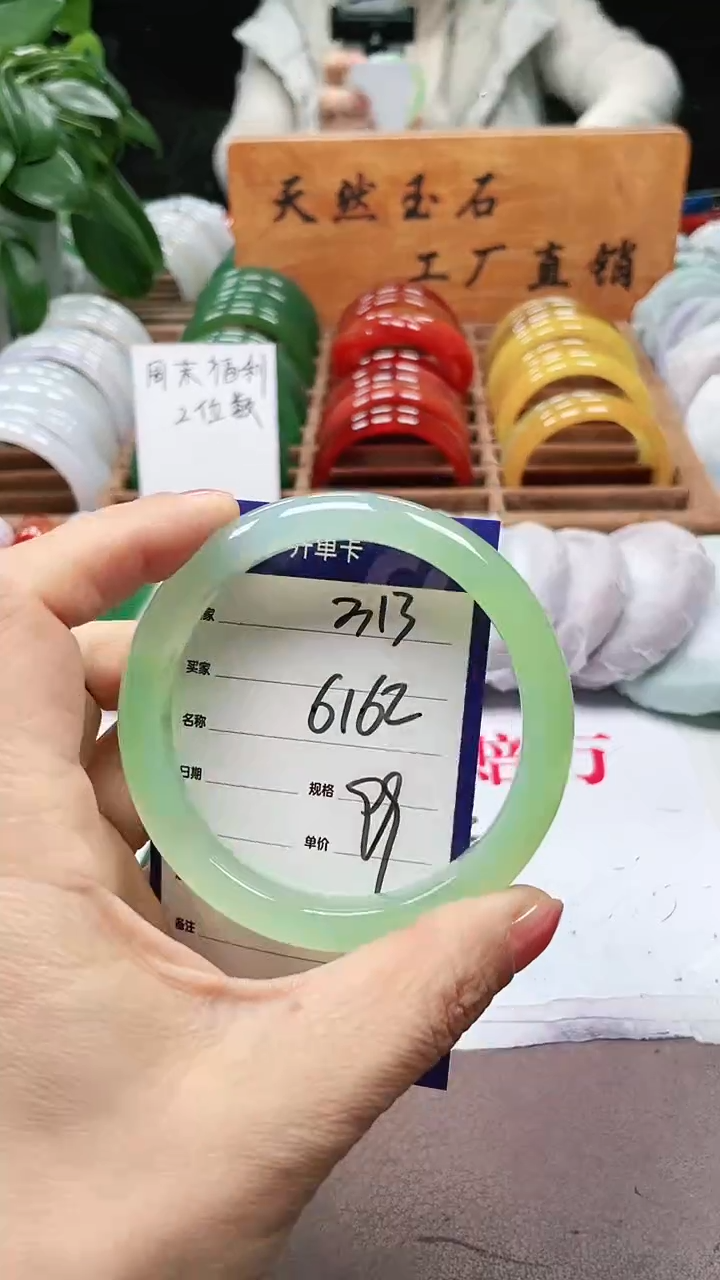 天然玉石
工厂直销
周末福利
2位数
开单卡
家
313
买家
6162
名称
日期
规格
单价
备注